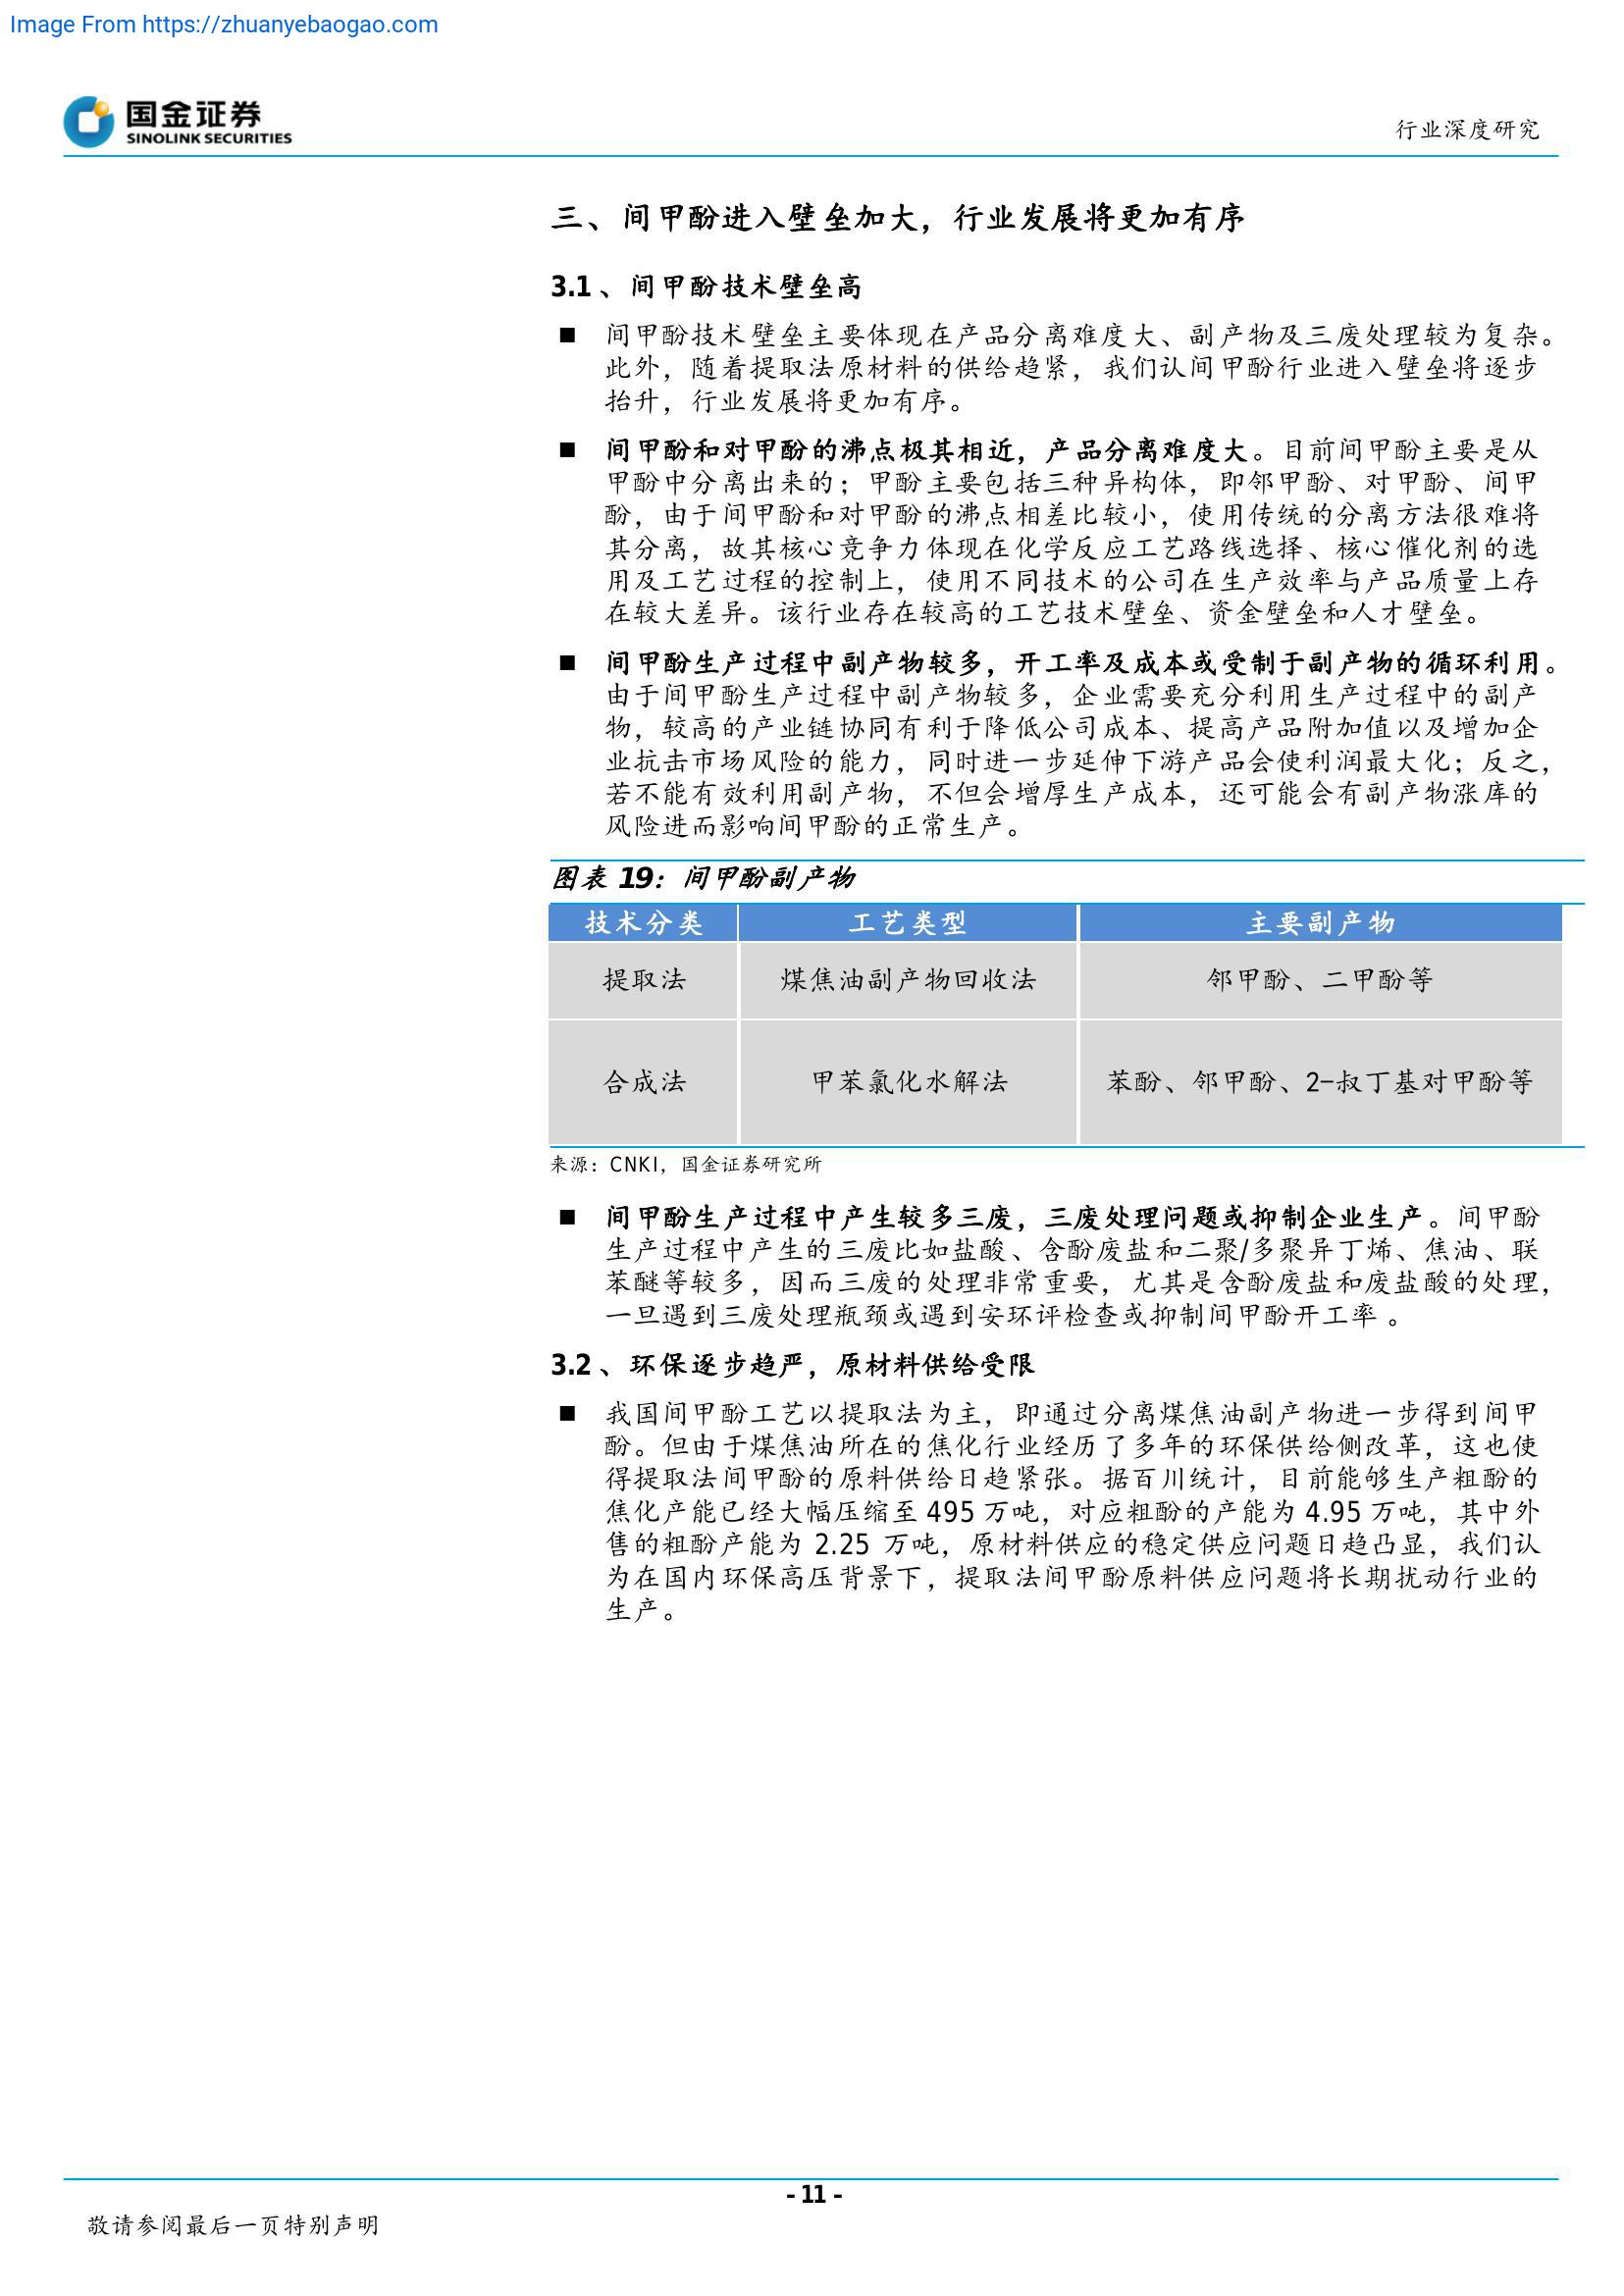 Image From https://zhuanyebaogao.com
国金证券
SINOLINK SECURITIES
行业深度研究
三、间甲酚进入壁垒加大，行业发展将更加有序
3.1、间甲酚技术壁垒高
■ 间甲酚技术壁垒主要体现在产品分离难度大、副产物及三废处理较为复杂。
此外，随着提取法原材料的供给趋紧，我们认间甲酚行业进入壁垒将逐步
抬升，行业发展将更加有序。
■ 间甲酚和对甲酚的沸点极其相近，产品分离难度大。目前间甲酚主要是从
甲酚中分离出来的；甲酚主要包括三种异构体，即邻甲酚、对甲酚、间甲
酚，由于间甲酚和对甲酚的沸点相差比较小，使用传统的分离方法很难将
其分离，故其核心竞争力体现在化学反应工艺路线选择、核心催化剂的选
用及工艺过程的控制上，使用不同技术的公司在生产效率与产品质量上存
在较大差异。该行业存在较高的工艺技术壁垒、资金壁垒和人才壁垒。
■ 间甲酚生产过程中副产物较多，开工率及成本或受制于副产物的循环利用。
由于间甲酚生产过程中副产物较多，企业需要充分利用生产过程中的副产
物，较高的产业链协同有利于降低公司成本、提高产品附加值以及增加企
业抗击市场风险的能力，同时进一步延伸下游产品会使利润最大化；反之，
若不能有效利用副产物，不但会增厚生产成本，还可能会有副产物涨库的
风险进而影响间甲酚的正常生产。
图表 19：间甲酚副产物
技术分类 工艺类型 主要副产物
提取法 煤焦油副产物回收法 邻甲酚、二甲酚等
合成法 甲苯氯化水解法 苯酚、邻甲酚、2-叔丁基对甲酚等
来源：CNKI，国金证券研究所
■ 间甲酚生产过程中产生较多三废，三废处理问题或抑制企业生产。间甲酚
生产过程中产生的三废比如盐酸、含酚废盐和二聚/多聚异丁烯、焦油、联
苯醚等较多，因而三废的处理非常重要，尤其是含酚废盐和废盐酸的处理，
一旦遇到三废处理瓶颈或遇到安环评检查或抑制间甲酚开工率 。
3.2、环保逐步趋严，原材料供给受限
■ 我国间甲酚工艺以提取法为主，即通过分离煤焦油副产物进一步得到间甲
酚。但由于煤焦油所在的焦化行业经历了多年的环保供给侧改革，这也使
得提取法间甲酚的原料供给日趋紧张。据百川统计，目前能够生产粗酚的
焦化产能已经大幅压缩至 495 万吨，对应粗酚的产能为 4.95 万吨，其中外
售的粗酚产能为 2.25 万吨，原材料供应的稳定供应问题日趋凸显，我们认
为在国内环保高压背景下，提取法间甲酚原料供应问题将长期扰动行业的
生产。
- 11 -
敬请参阅最后一页特别声明